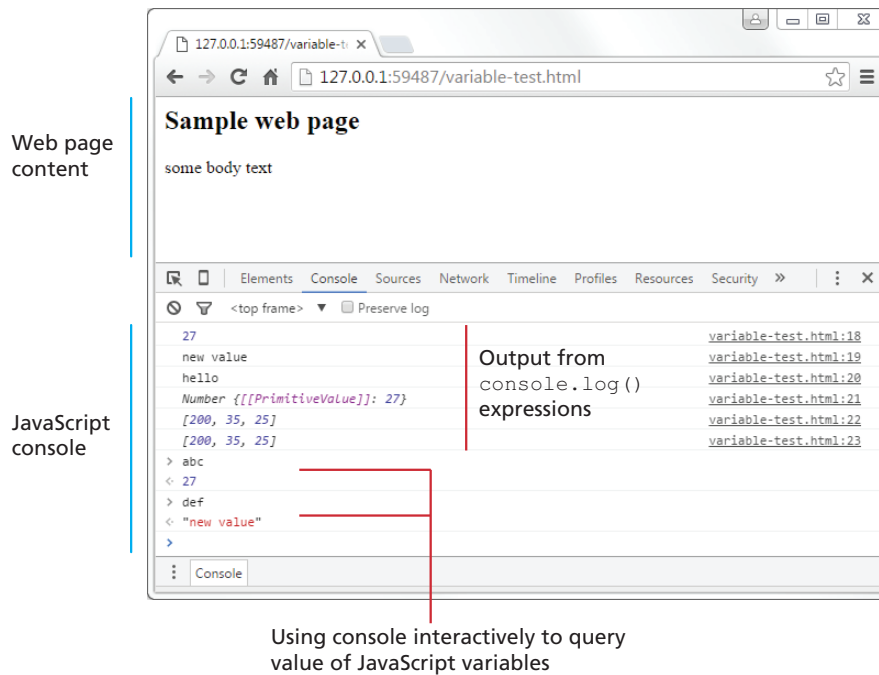 127.0.0.1:59487/variable-t
127.0.0.1:59487/variable-test.html
Web page
content
Sample web page
some body text
Elements Console Sources Network Timeline Profiles Resources Security »
<top frame> ▼ Preserve log
JavaScript
console
27 variable-test.html:18
new value variable-test.html:19
hello variable-test.html:20
Number {[[PrimitiveValue]]: 27} variable-test.html:21
[200, 35, 25] variable-test.html:22
[200, 35, 25] variable-test.html:23
Output from
console.log()
expressions
> abc
<· 27
> def
<· "new value"
>
Console
Using console interactively to query
value of JavaScript variables